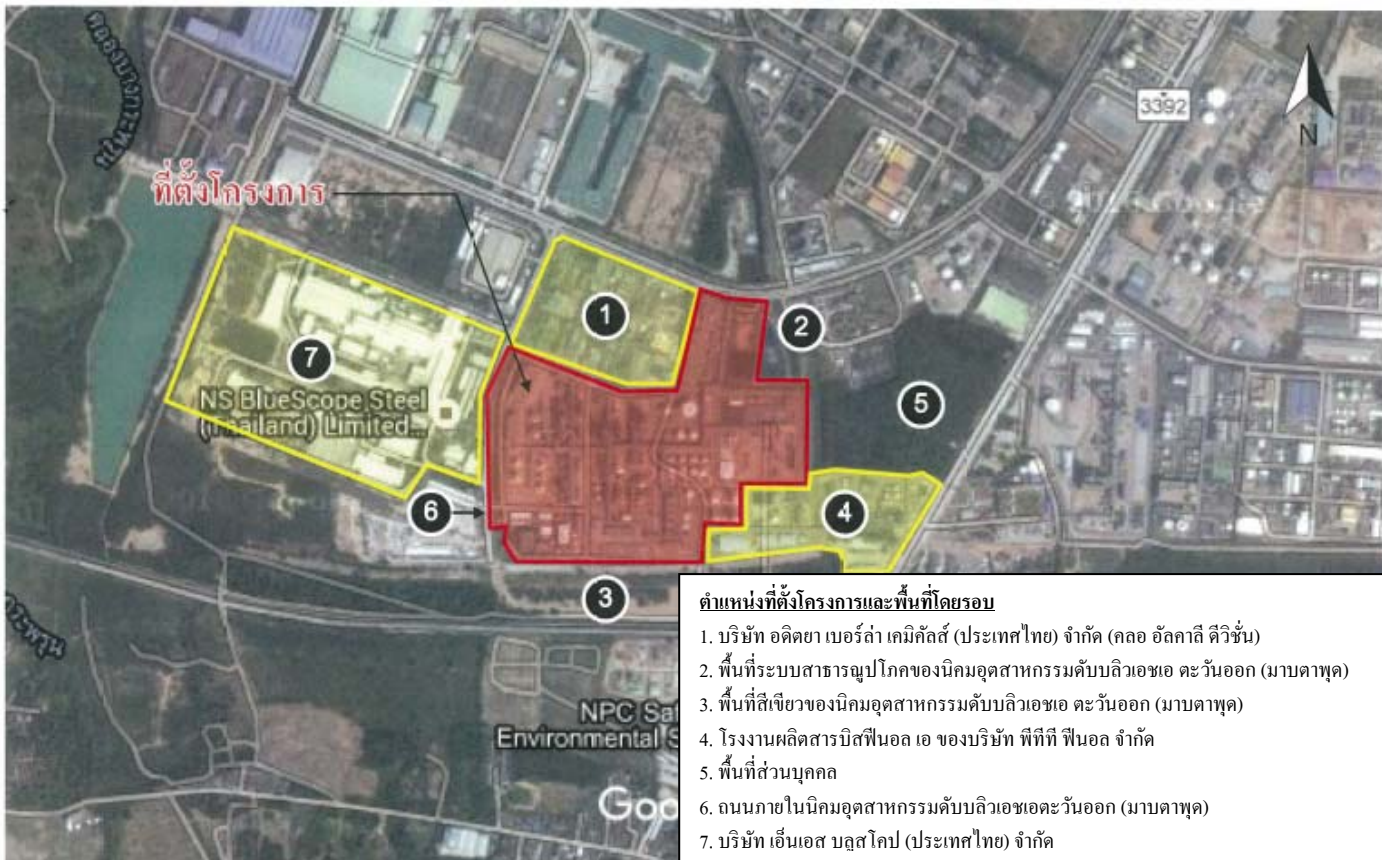 คลองบางกะพรุน
3392
N
ที่ตั้งโครงการ
1
2
7
5
NS BlueScope Steel
(Thailand) Limited...
6
4
3
NPC Saf
Environmental S
Goo
ตำแหน่งที่ตั้งโครงการและพื้นที่โดยรอบ
1. บริษัท อดิตยา เบอร์ล่า เคมิคัลส์ (ประเทศไทย) จำกัด (คลอ อัลคาลี ดีวิชั่น)
2. พื้นที่ระบบสาธารณูปโภคของนิคมอุตสาหกรรมดับบลิวเอชเอ ตะวันออก (มาบตาพุด)
3. พื้นที่สีเขียวของนิคมอุตสาหกรรมดับบลิวเอชเอ ตะวันออก (มาบตาพุด)
4. โรงงานผลิตสารบิสฟีนอล เอ ของบริษัท พีทีที ฟีนอล จำกัด
5. พื้นที่ส่วนบุคคล
6. ถนนภายในนิคมอุตสาหกรรมดับบลิวเอชเอตะวันออก (มาบตาพุด)
7. บริษัท เอ็นเอส บลูสโคป (ประเทศไทย) จำกัด